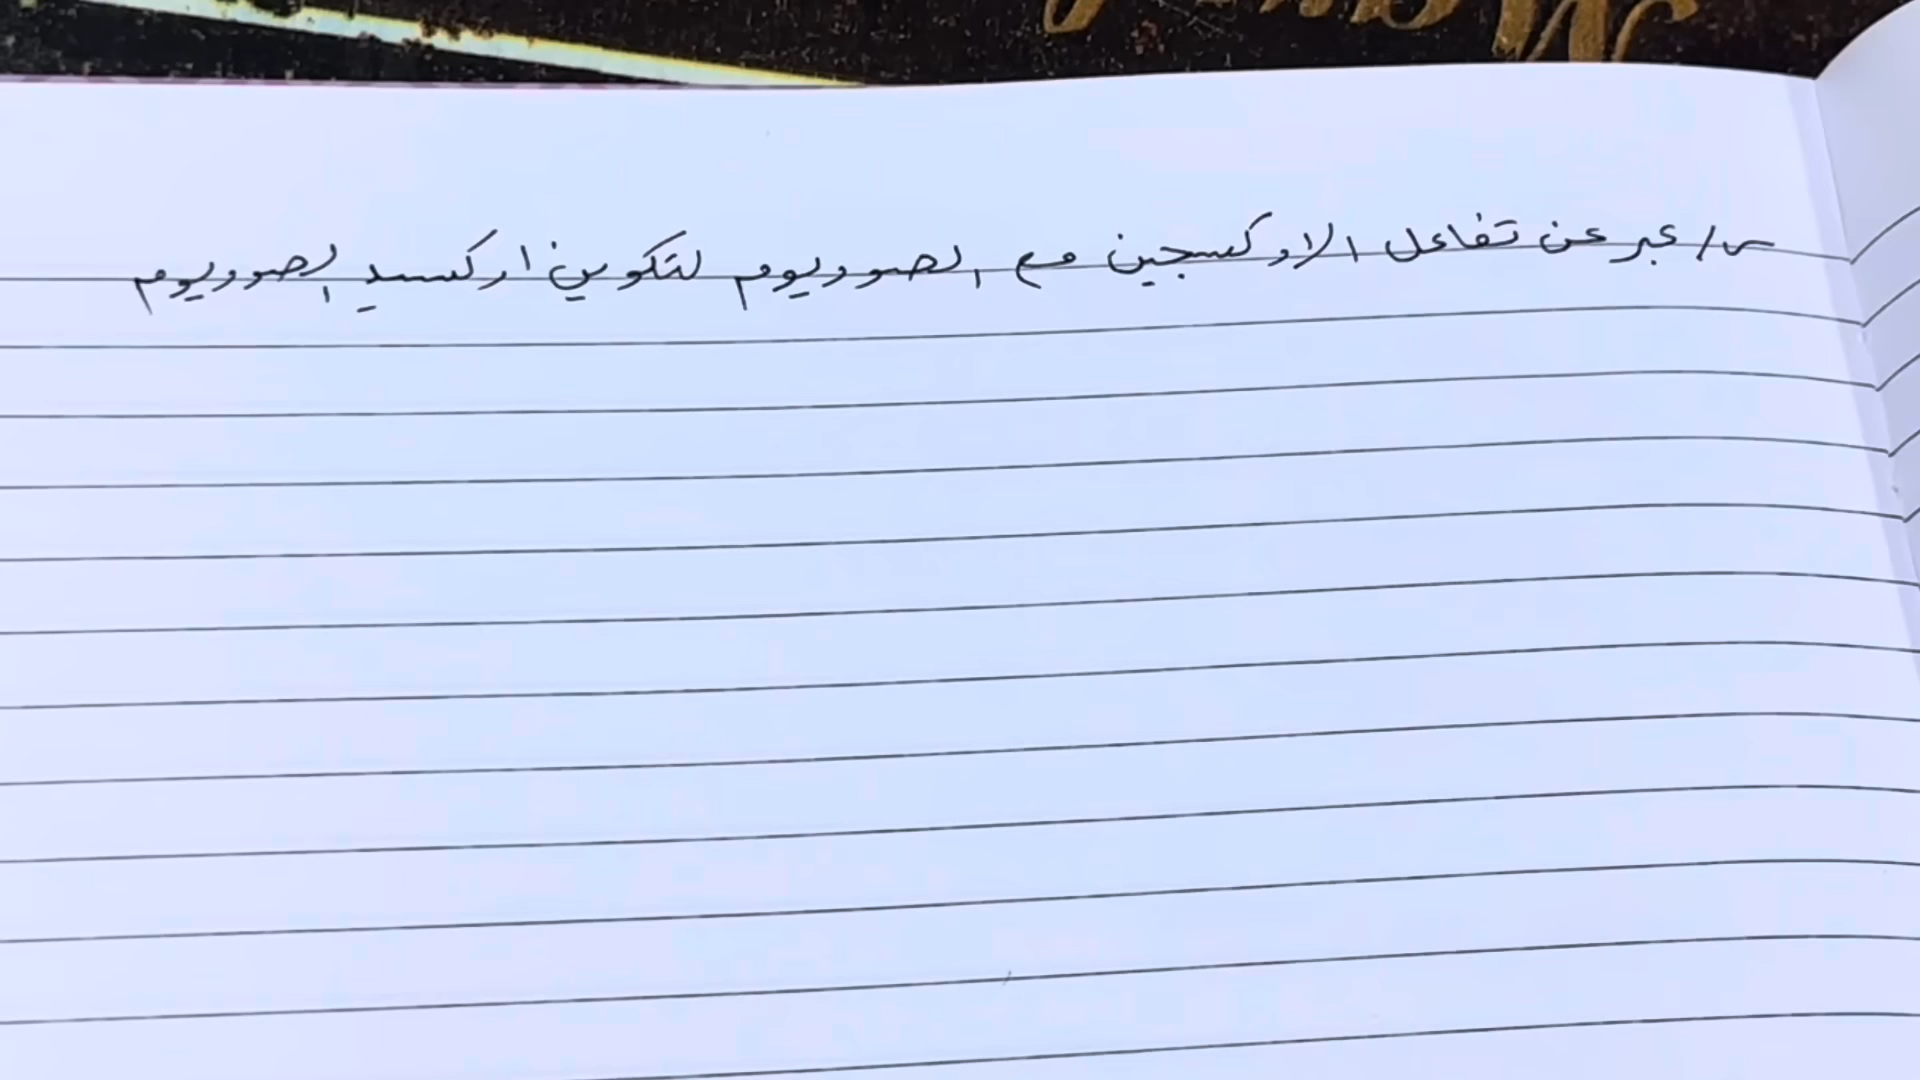 س/ عبر عن تفاعل الاوكسجين مع الصوديوم لتكوين اوكسيد الصوديوم